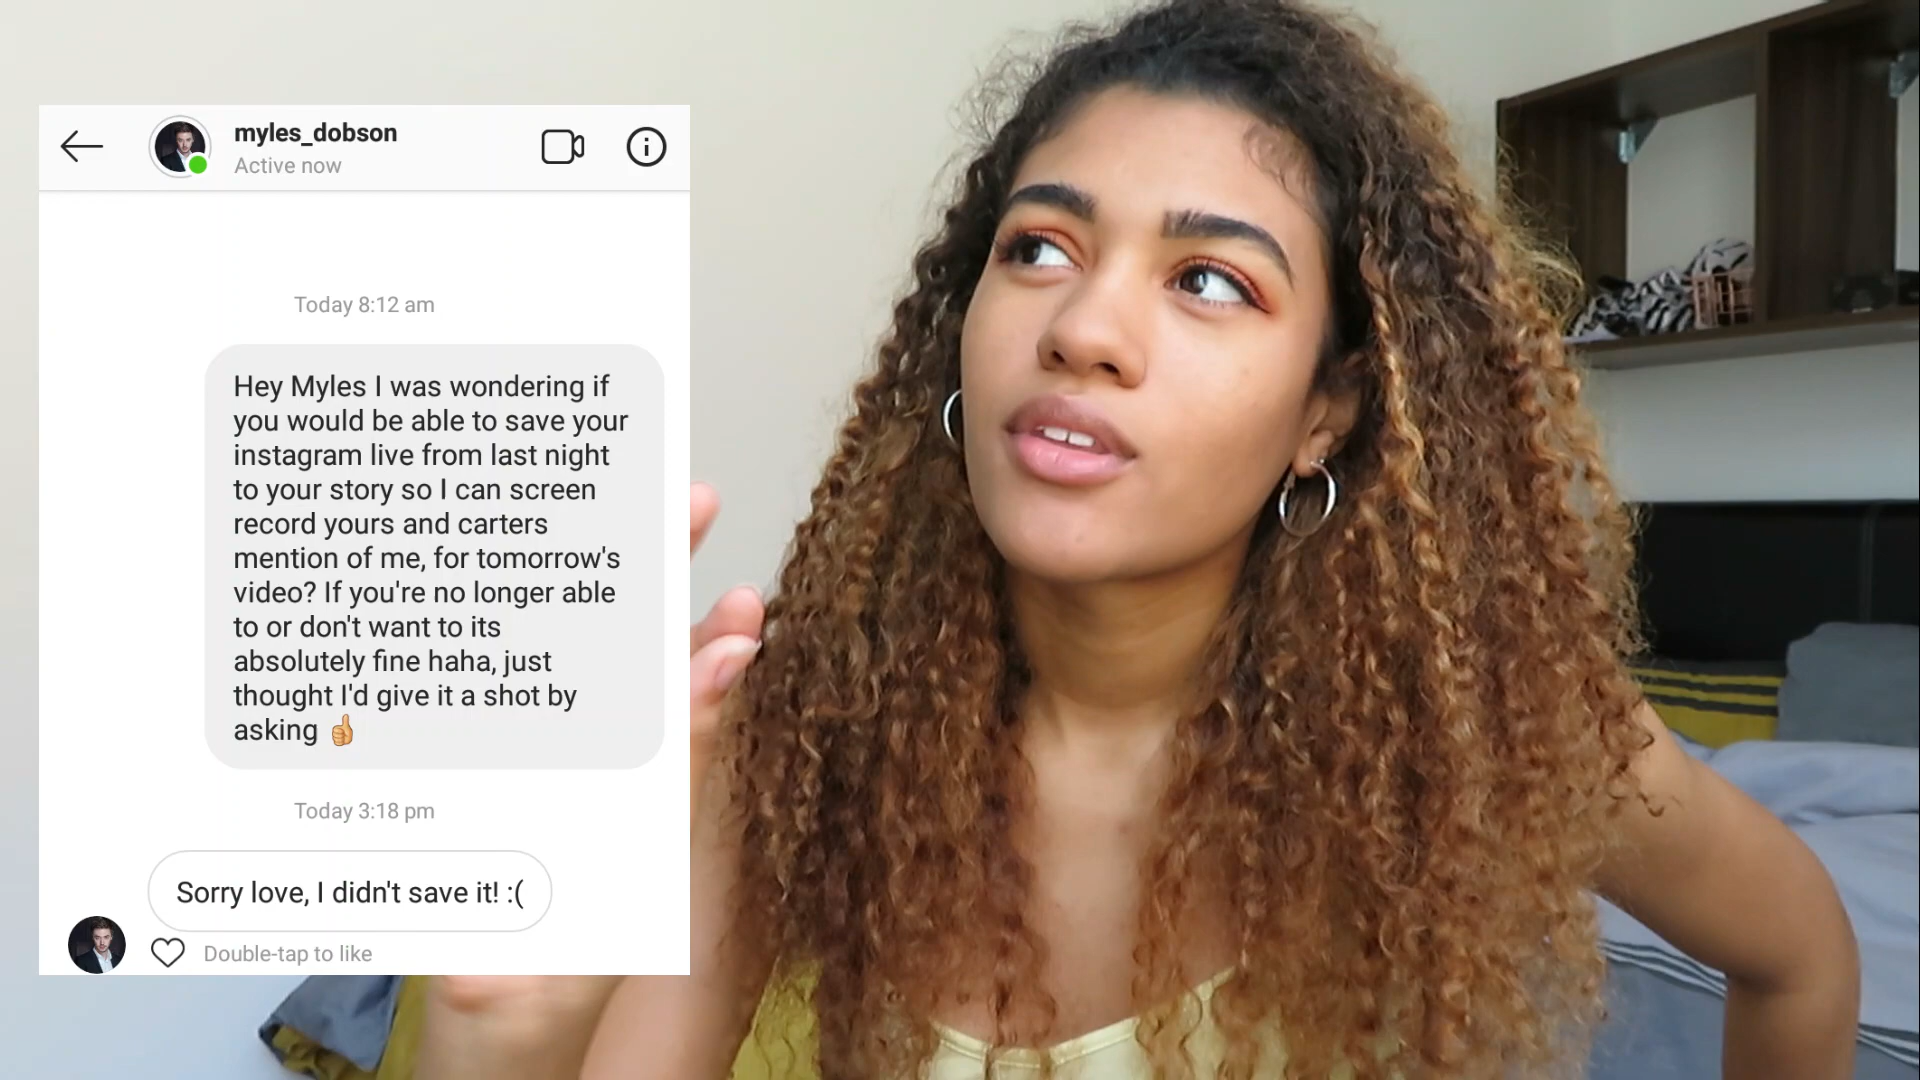 myles_dobson
Active now
Today 8:12 am
Hey Myles I was wondering if
you would be able to save your
instagram live from last night
to your story so I can screen
record yours and carters
mention of me, for tomorrow's
video? If you're no longer able
to or don't want to its
absolutely fine haha, just
thought I'd give it a shot by
asking 👍🏼
Today 3:18 pm
Sorry love, I didn't save it! :(
Double-tap to like